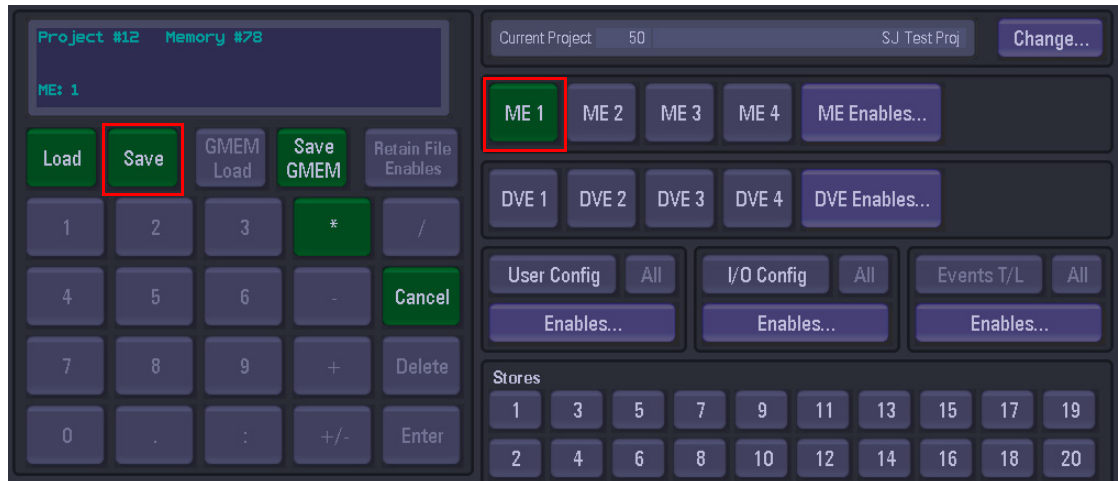 Project #12 Memory #78
ME: 1
Load Save GMEM Load Save GMEM Retain File Enables
1 2 3 * /
4 5 6 - Cancel
7 8 9 + Delete
0 . : +/- Enter
Current Project 50 SJ Test Proj Change...
ME 1 ME 2 ME 3 ME 4 ME Enables...
DVE 1 DVE 2 DVE 3 DVE 4 DVE Enables...
User Config All I/O Config All Events T/L All
Enables... Enables... Enables...
Stores
1 3 5 7 9 11 13 15 17 19
2 4 6 8 10 12 14 16 18 20